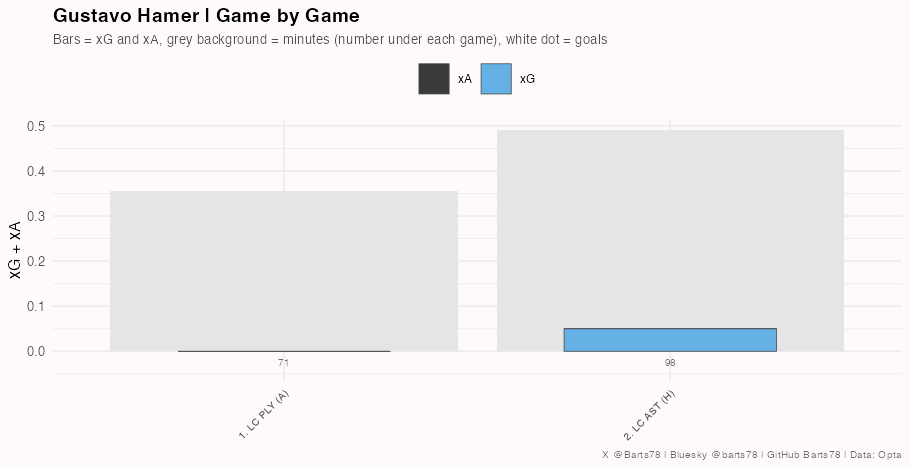 Gustavo Hamer | Game by Game
Bars = xG and xA, grey background = minutes (number under each game), white dot = goals
xA xG
xG + xA
0.5
0.4
0.3
0.2
0.1
0.0
71 98
1. LC PLY (A) 2. LC AST (H)
X @Barts78 | Bluesky @barts78 | GitHub Barts78 | Data: Opta